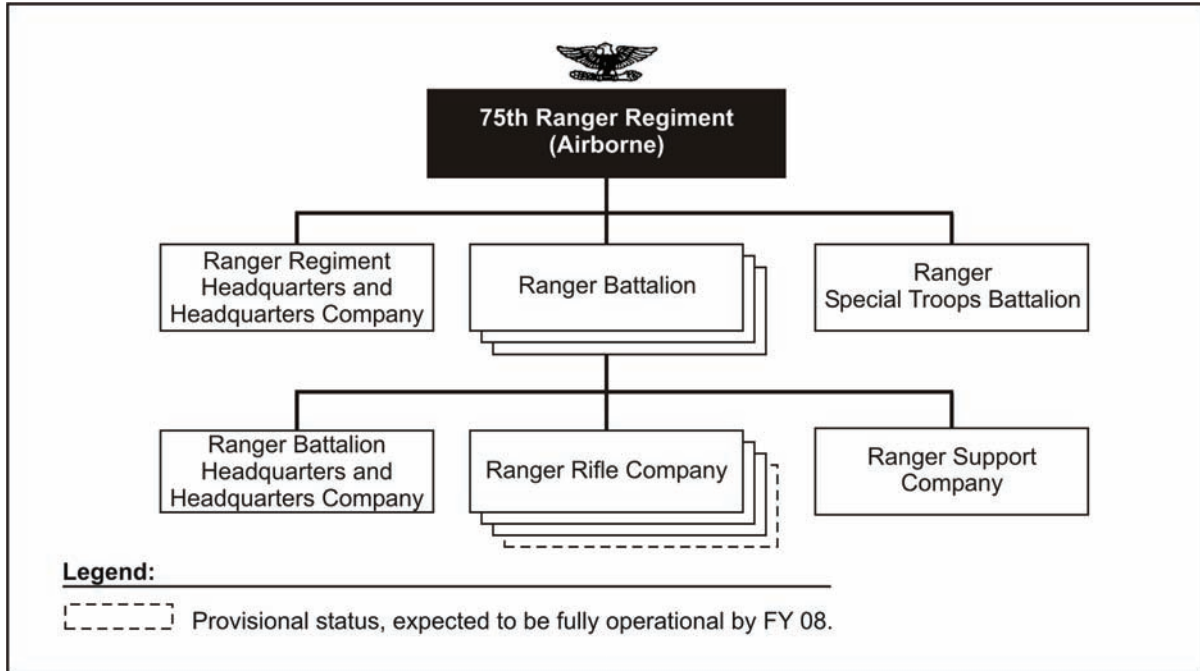 75th Ranger Regiment
(Airborne)
Ranger Regiment
Headquarters and
Headquarters Company
Ranger Battalion
Ranger
Special Troops Battalion
Ranger Battalion
Headquarters and
Headquarters Company
Ranger Rifle Company
Ranger Support
Company
Legend:
Provisional status, expected to be fully operational by FY 08.